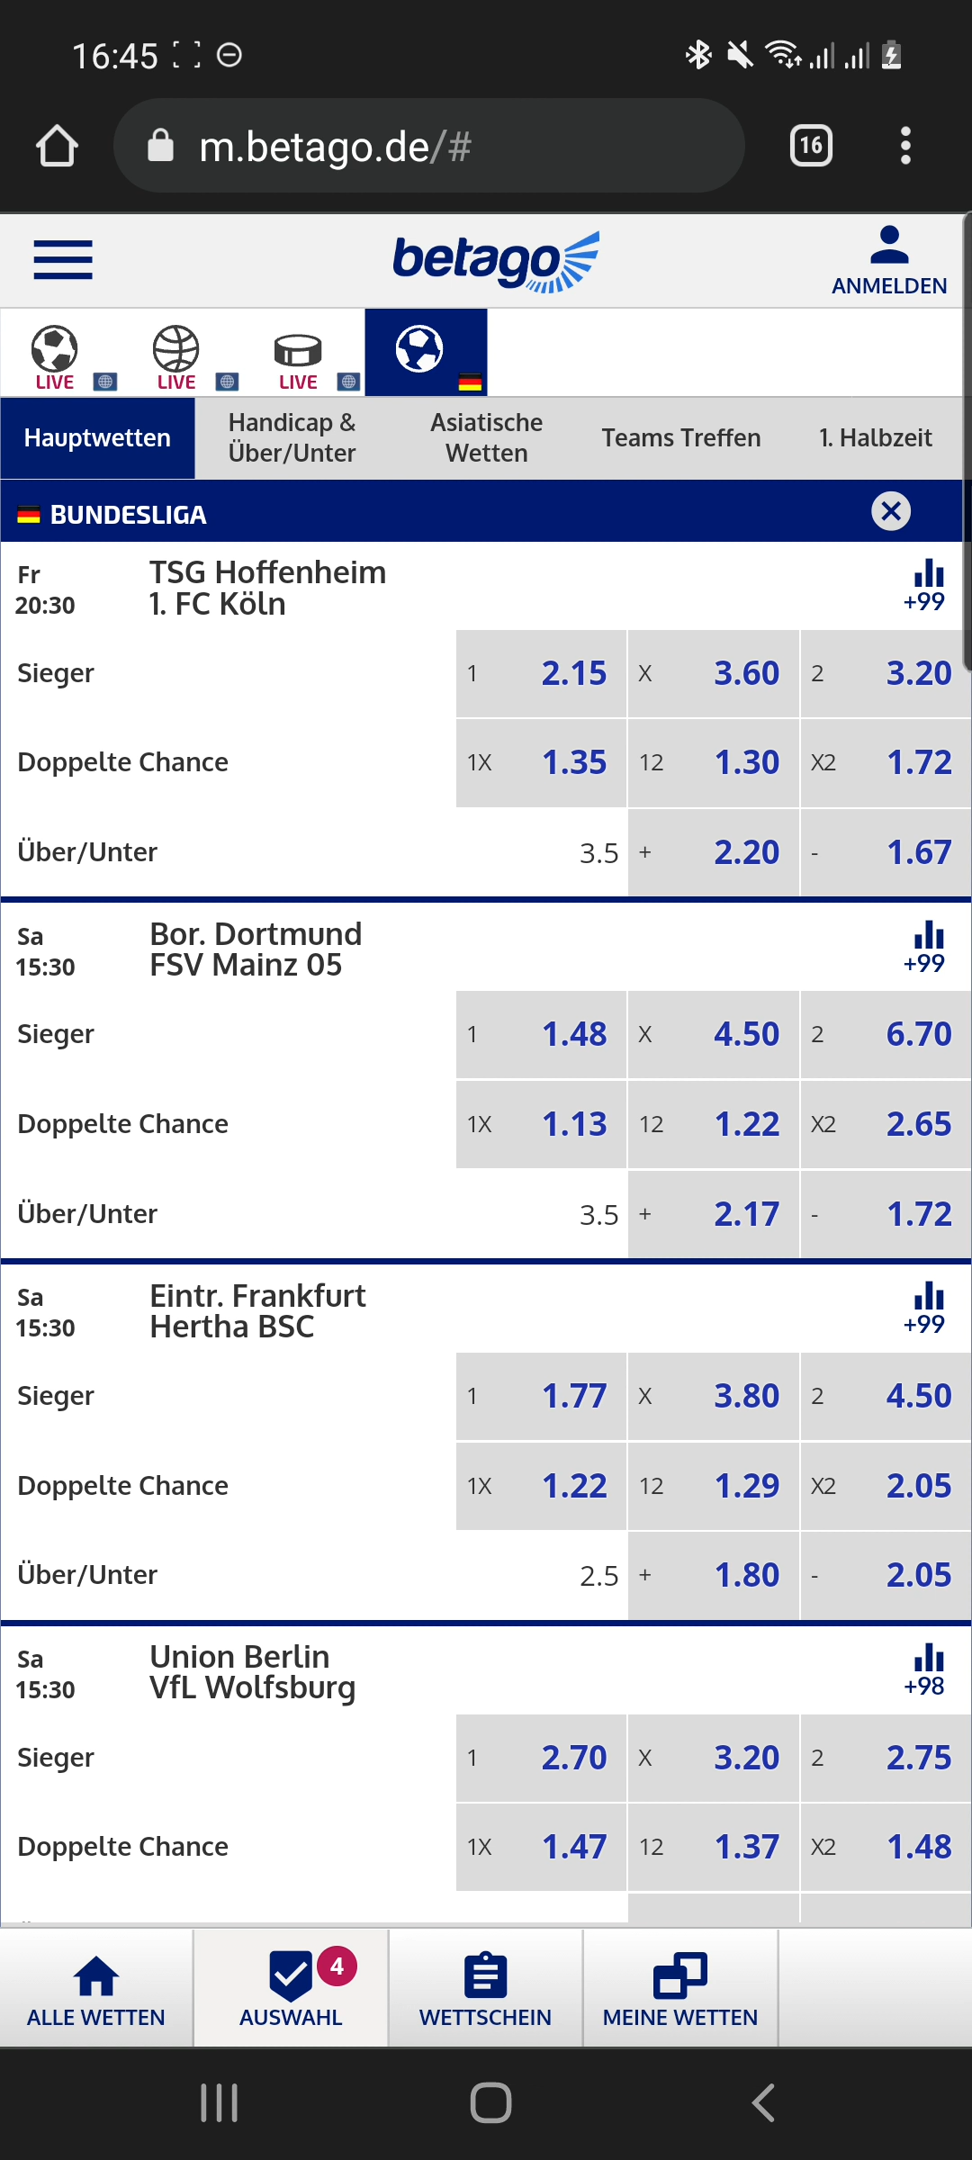 16:45
m.betago.de/#
16
betago
ANMELDEN
LIVE LIVE LIVE
Hauptwetten
Handicap &
Über/Unter
Asiatische
Wetten
Teams Treffen
1. Halbzeit
BUNDESLIGA
Fr
20:30
TSG Hoffenheim
1. FC Köln
+99
Sieger 1 2.15 X 3.60 2 3.20
Doppelte Chance 1X 1.35 12 1.30 X2 1.72
Über/Unter 3.5 + 2.20 - 1.67
Sa
15:30
Bor. Dortmund
FSV Mainz 05
+99
Sieger 1 1.48 X 4.50 2 6.70
Doppelte Chance 1X 1.13 12 1.22 X2 2.65
Über/Unter 3.5 + 2.17 - 1.72
Sa
15:30
Eintr. Frankfurt
Hertha BSC
+99
Sieger 1 1.77 X 3.80 2 4.50
Doppelte Chance 1X 1.22 12 1.29 X2 2.05
Über/Unter 2.5 + 1.80 - 2.05
Sa
15:30
Union Berlin
VfL Wolfsburg
+98
Sieger 1 2.70 X 3.20 2 2.75
Doppelte Chance 1X 1.47 12 1.37 X2 1.48
4
ALLE WETTEN AUSWAHL WETTSCHEIN MEINE WETTEN